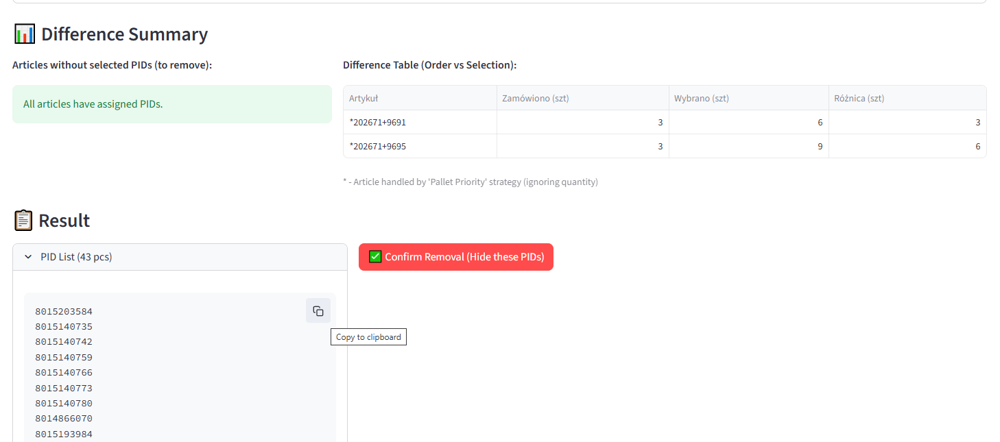 Difference Summary
Articles without selected PIDs (to remove):
All articles have assigned PIDs.
Difference Table (Order vs Selection):
Artykuł Zamówiono (szt) Wybrano (szt) Różnica (szt)
*202671+9691 3 6 3
*202671+9695 3 9 6
* - Article handled by 'Pallet Priority' strategy (ignoring quantity)
Result
PID List (43 pcs)
Confirm Removal (Hide these PIDs)
8015203584
8015140735
Copy to clipboard
8015140742
8015140759
8015140766
8015140773
8015140780
8014866070
8015193984